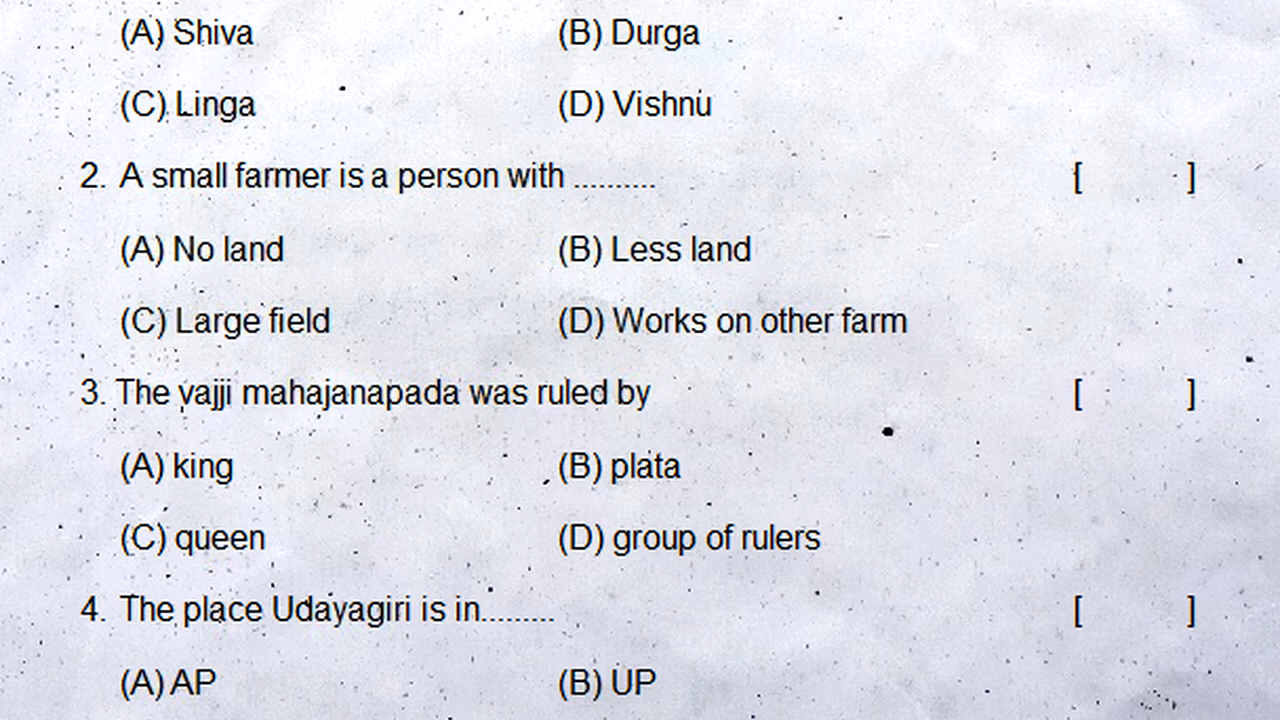 (A) Shiva (B) Durga
(C) Linga (D) Vishnu
2. A small farmer is a person with .......... [ ]
(A) No land (B) Less land
(C) Large field (D) Works on other farm
3. The vajji mahajanapada was ruled by [ ]
(A) king (B) plata
(C) queen (D) group of rulers
4. The place Udayagiri is in......... [ ]
(A) AP (B) UP